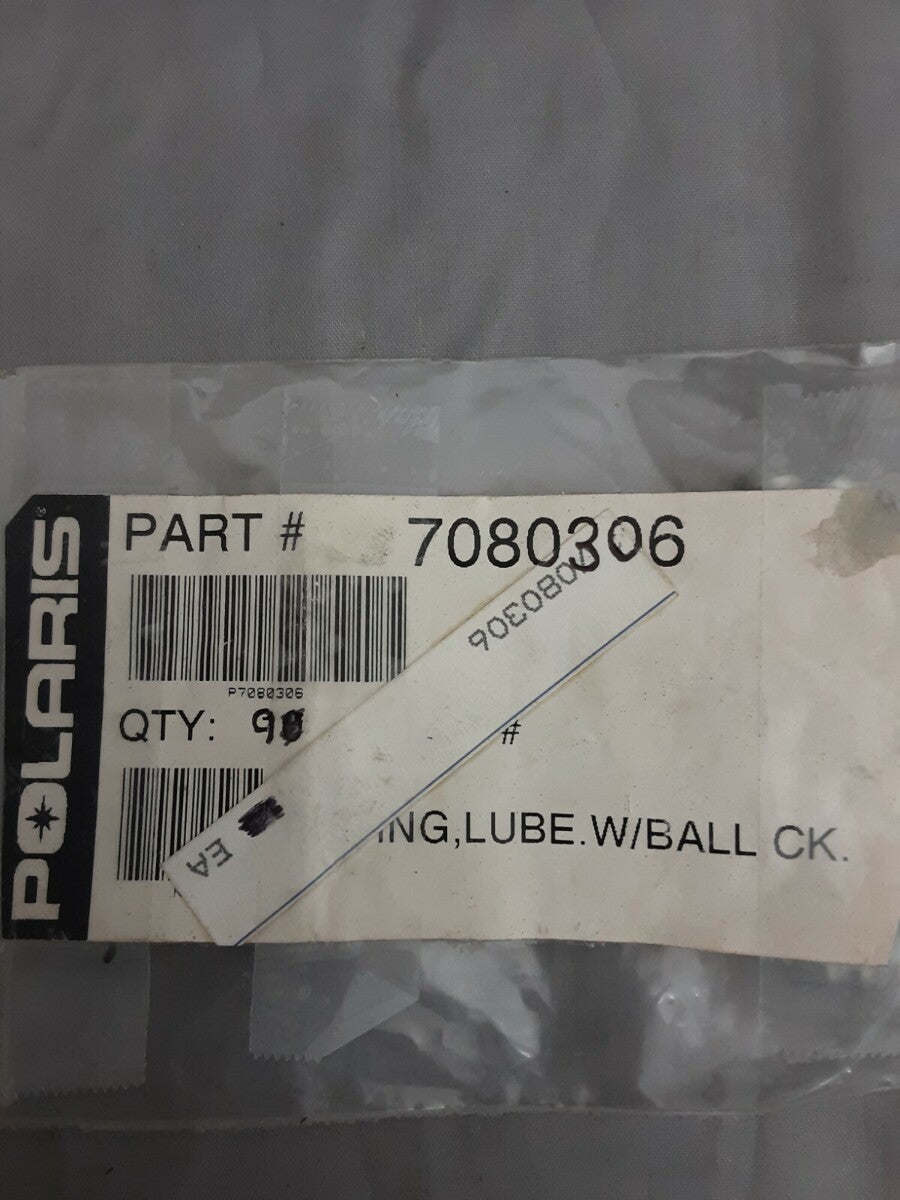 POLARIS®
PART # 7080306
P7080306
QTY:
#
ING,LUBE.W/BALL CK.
7080306
EA